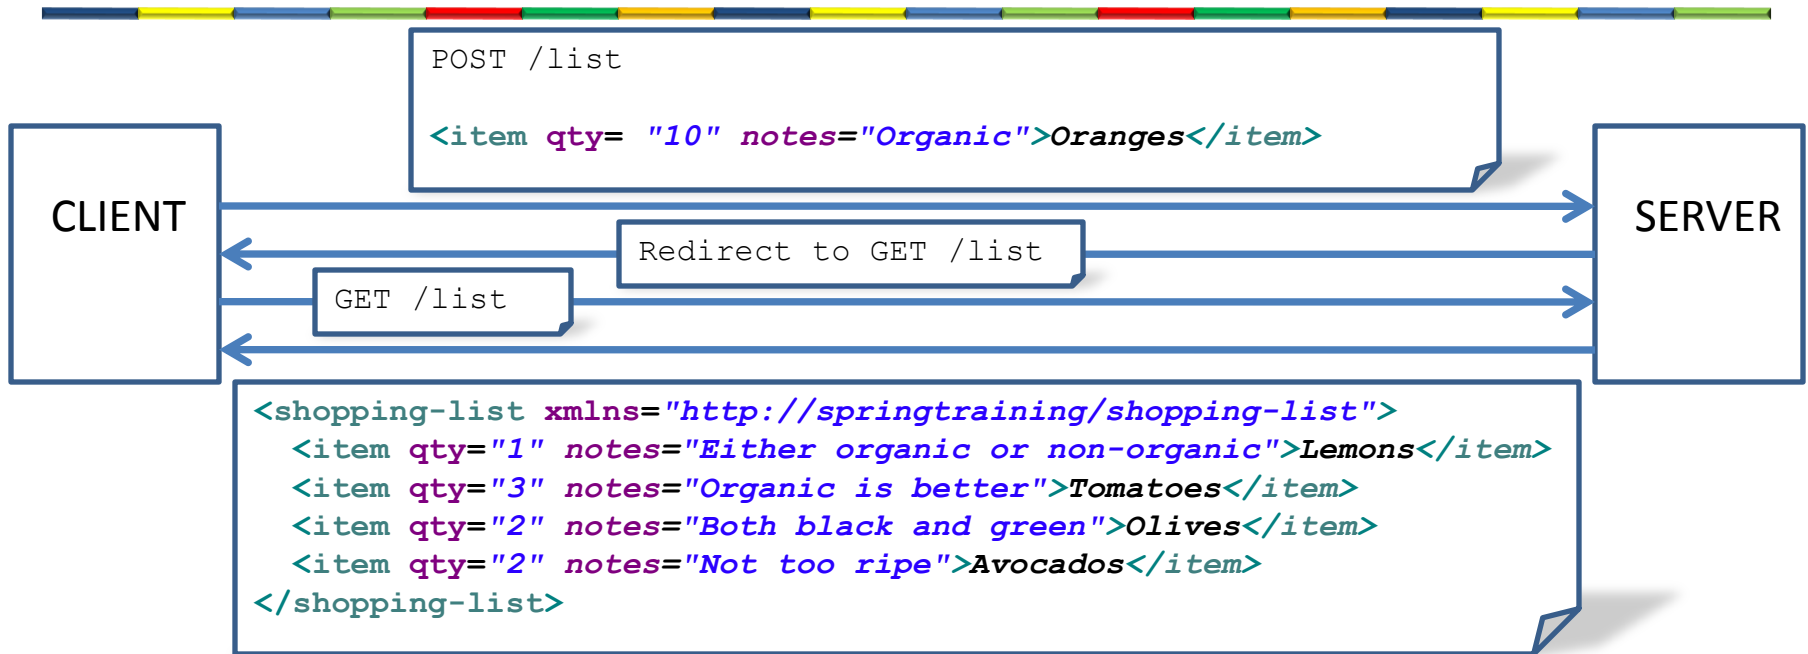 POST /list
<item qty= "10" notes="Organic">Oranges</item>
CLIENT
SERVER
Redirect to GET /list
GET /list
<shopping-list xmlns="http://springtraining/shopping-list">
  <item qty="1" notes="Either organic or non-organic">Lemons</item>
  <item qty="3" notes="Organic is better">Tomatoes</item>
  <item qty="2" notes="Both black and green">Olives</item>
  <item qty="2" notes="Not too ripe">Avocados</item>
</shopping-list>